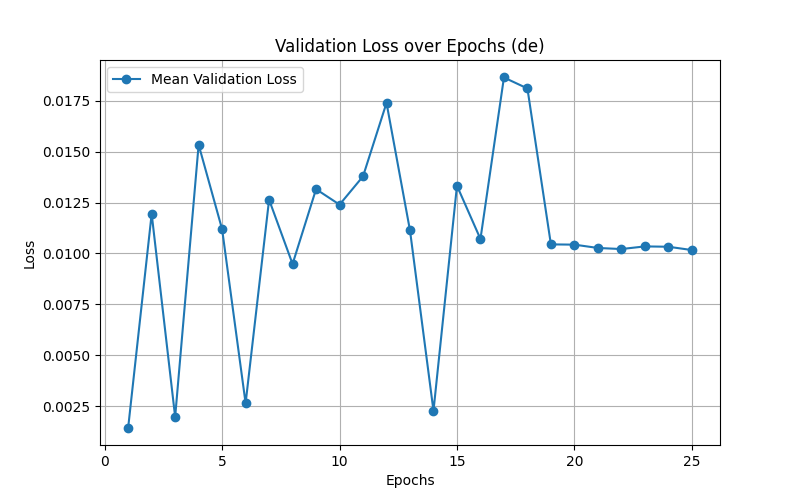 Validation Loss over Epochs (de)
Mean Validation Loss
0.0175
0.0150
0.0125
0.0100
0.0075
0.0050
0.0025
Loss
0 5 10 15 20 25
Epochs